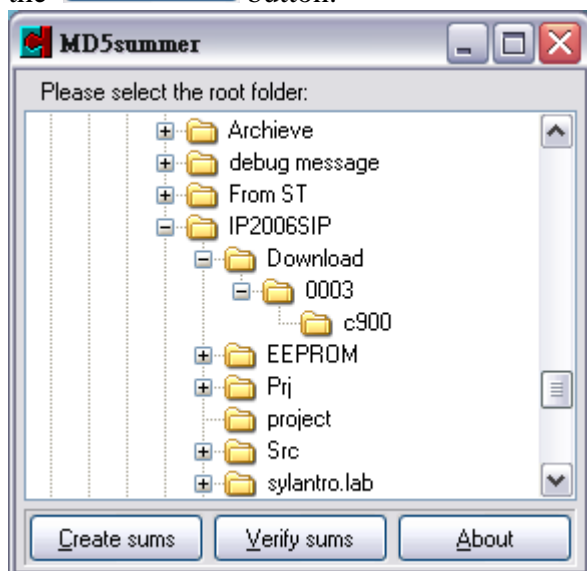 the button.
MD5summer
Please select the root folder:
Archieve
debug message
From ST
IP2006SIP
Download
0003
c900
EEPROM
Prj
project
Src
sylantro.lab
Create sums Verify sums About